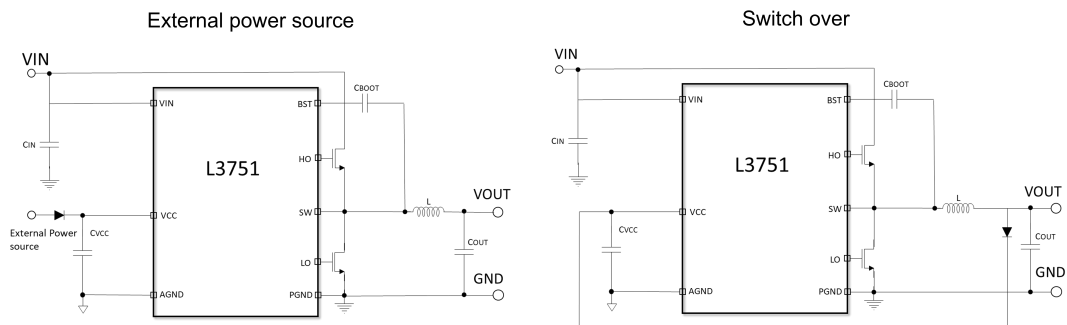 External power source
VIN
CBOOT
VIN
BST
CIN
L3751
HO
L
VOUT
VCC
SW
External Power
source
CVCC
COUT
LO
GND
AGND
PGND
Switch over
VIN
CBOOT
VIN
BST
CIN
L3751
HO
L
VOUT
VCC
SW
CVCC
COUT
LO
GND
AGND
PGND